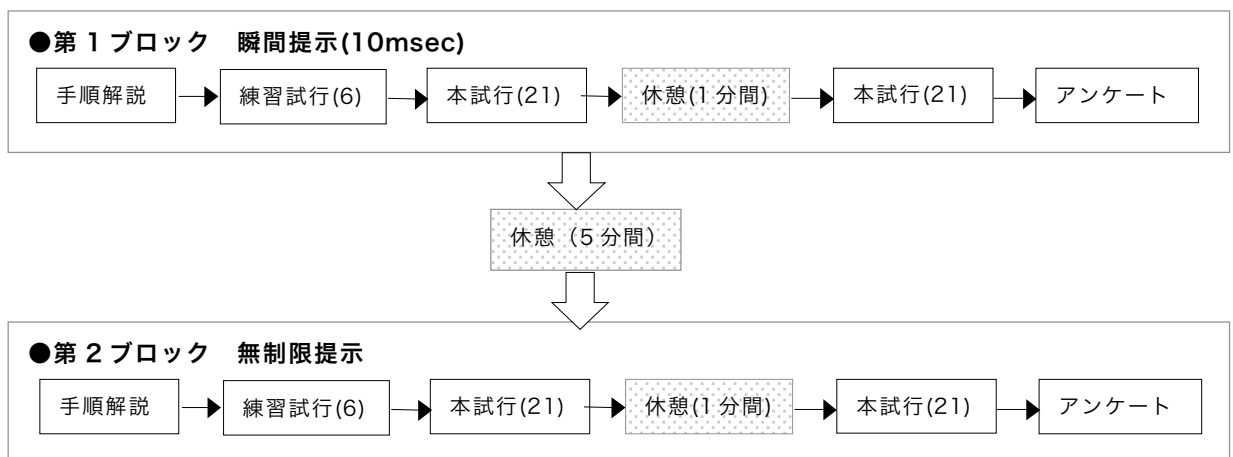 ●第 1 ブロック　瞬間提示(10msec)
手順解説
練習試行(6)
本試行(21)
休憩(1 分間)
本試行(21)
アンケート
休憩（5 分間）
●第 2 ブロック　無制限提示
手順解説
練習試行(6)
本試行(21)
休憩(1 分間)
本試行(21)
アンケート